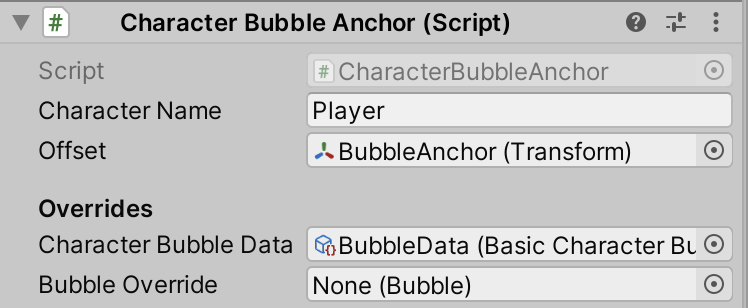 Character Bubble Anchor (Script)
Script CharacterBubbleAnchor
Character Name Player
Offset BubbleAnchor (Transform)
Overrides
Character Bubble Data BubbleData (Basic Character Bu
Bubble Override None (Bubble)